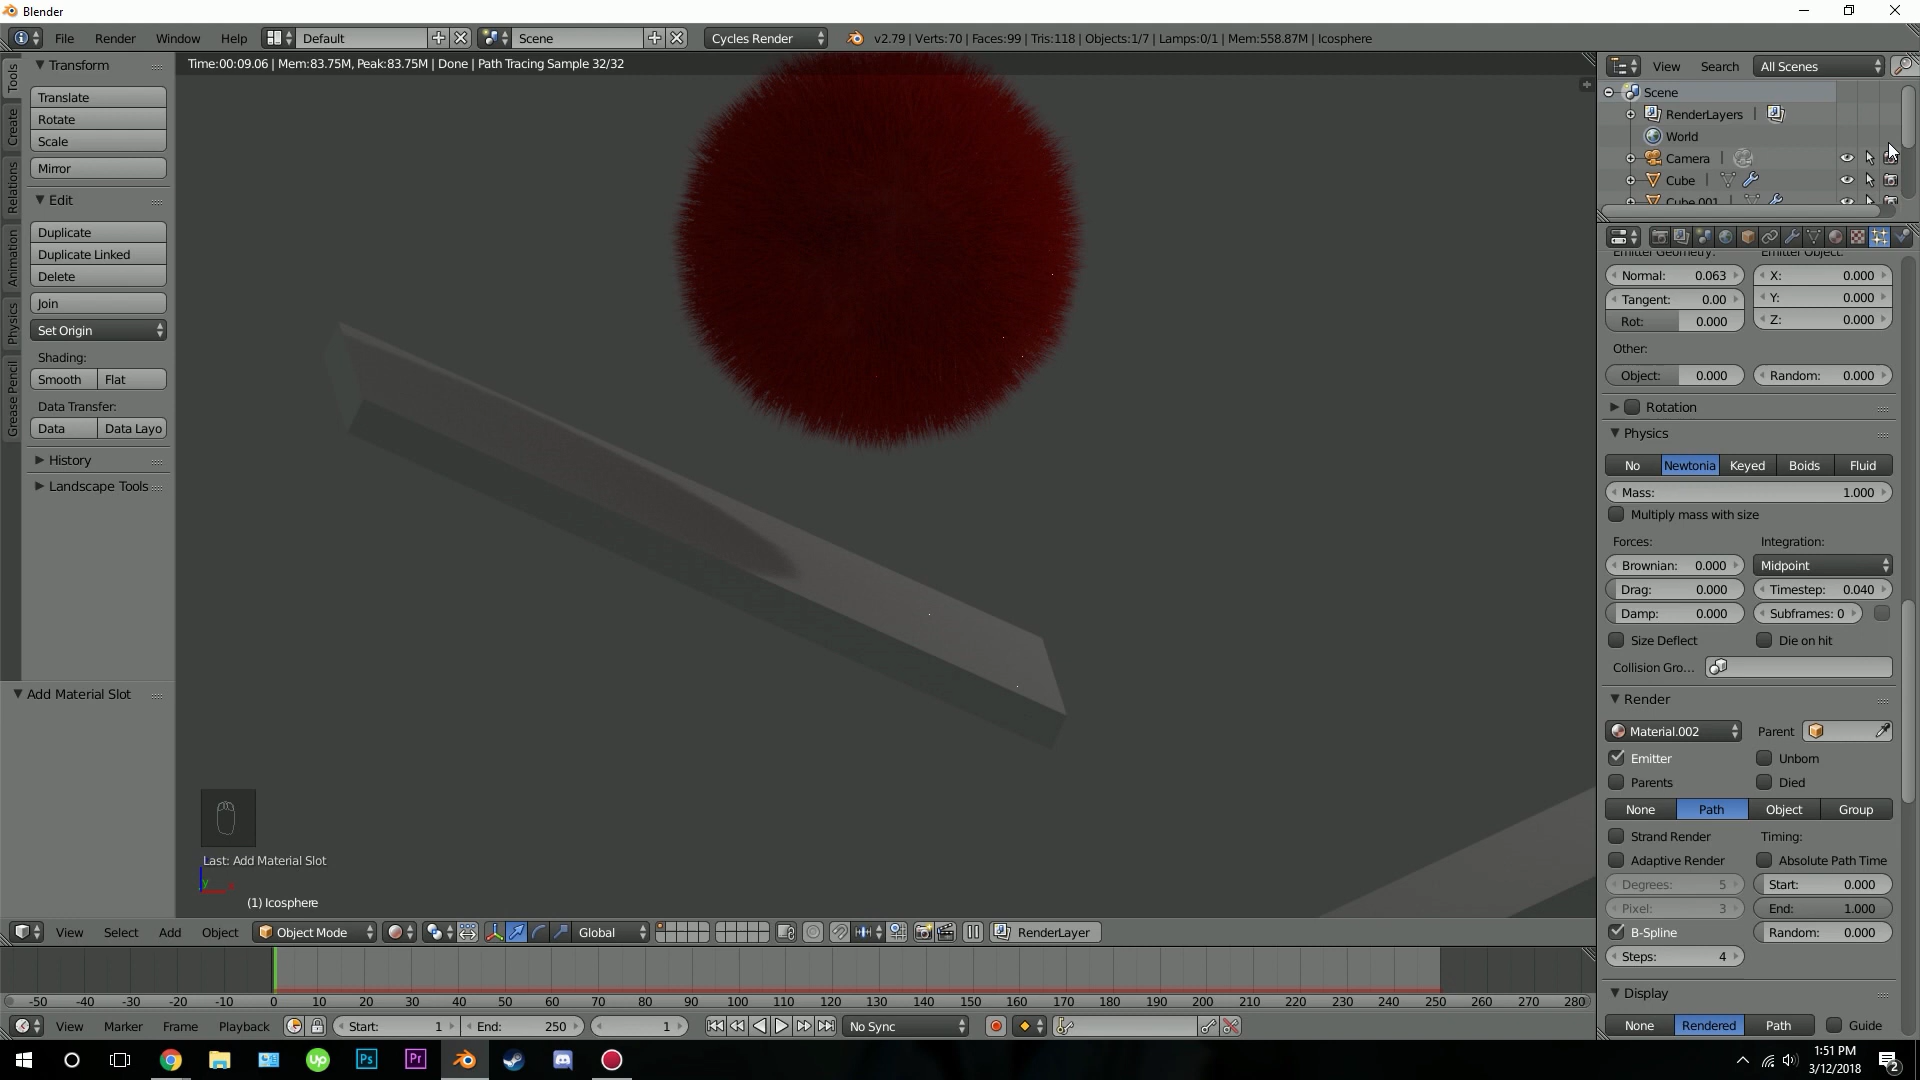 Blender
File Render Window Help Default Scene Cycles Render v2.79 | Verts:70 | Faces:99 | Tris:118 | Objects:1/7 | Lamps:0/1 | Mem:558.87M | Icosphere
Time:00:09.06 | Mem:83.75M, Peak:83.75M | Done | Path Tracing Sample 32/32
Tools
Create
Relations
Animation
Physics
Grease Pencil
Transform
Translate
Rotate
Scale
Mirror
Edit
Duplicate
Duplicate Linked
Delete
Join
Set Origin
Shading:
Smooth Flat
Data Transfer:
Data Data Layo
History
Landscape Tools
Add Material Slot
Last: Add Material Slot
y
(1) Icosphere
View Search All Scenes
Scene
RenderLayers |
World
Camera |
Cube |
Cube.001
Emitter Geometry: Emitter Object:
Normal: 0.063 X: 0.000
Tangent: 0.00 Y: 0.000
Rot: 0.000 Z: 0.000
Other:
Object: 0.000 Random: 0.000
Rotation
Physics
No Newtonia Keyed Boids Fluid
Mass: 1.000
Multiply mass with size
Forces: Integration:
Brownian: 0.000 Midpoint
Drag: 0.000 Timestep: 0.040
Damp: 0.000 Subframes: 0
Size Deflect Die on hit
Collision Gro...
Render
Material.002 Parent
Emitter Unborn
Parents Died
None Path Object Group
Strand Render Timing:
Adaptive Render Absolute Path Time
Degrees: 5 Start: 0.000
Pixel: 3 End: 1.000
B-Spline Random: 0.000
Steps: 4
Display
None Rendered Path Guide
View Select Add Object Object Mode Global RenderLayer
-50 -40 -30 -20 -10 0 10 20 30 40 50 60 70 80 90 100 110 120 130 140 150 160 170 180 190 200 210 220 230 240 250 260 270 280
View Marker Frame Playback Start: 1 End: 250 1 No Sync
up Ps Pr 1:51 PM
3/12/2018 2